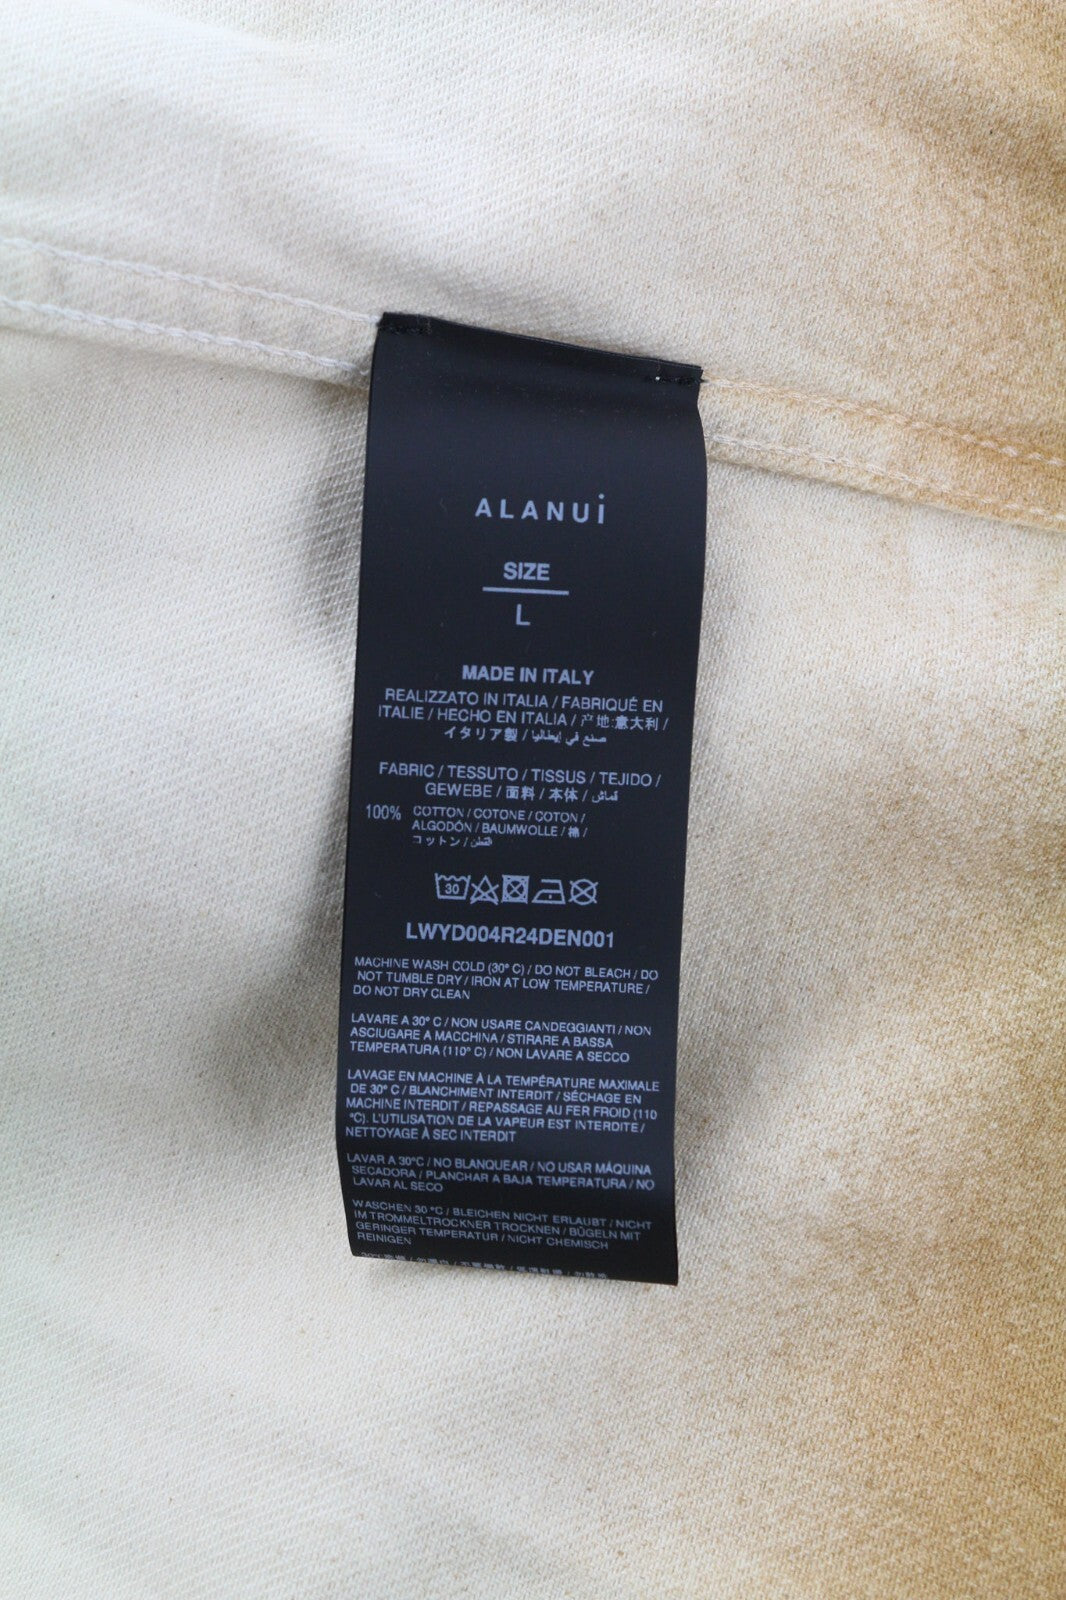 ALANUi
SIZE
L
MADE IN ITALY
REALIZZATO IN ITALIA / FABRIQUÉ EN
ITALIE / HECHO EN ITALIA / 产地:意大利 /
イタリア製 / صنع في إيطاليا
FABRIC / TESSUTO / TISSUS / TEJIDO /
GEWEBE / 面料 / 本体 / قماش
100% COTTON / COTONE / COTON /
ALGODÓN / BAUMWOLLE / 棉 /
コットン / القطن
30
LWYD004R24DEN001
MACHINE WASH COLD (30° C) / DO NOT BLEACH / DO
NOT TUMBLE DRY / IRON AT LOW TEMPERATURE /
DO NOT DRY CLEAN
LAVARE A 30° C / NON USARE CANDEGGIANTI / NON
ASCIUGARE A MACCHINA / STIRARE A BASSA
TEMPERATURA (110° C) / NON LAVARE A SECCO
LAVAGE EN MACHINE À LA TEMPÉRATURE MAXIMALE
DE 30° C / BLANCHIMENT INTERDIT / SÉCHAGE EN
MACHINE INTERDIT / REPASSAGE AU FER FROID (110
°C). L'UTILISATION DE LA VAPEUR EST INTERDITE /
NETTOYAGE À SEC INTERDIT
LAVAR A 30°C / NO BLANQUEAR / NO USAR MÁQUINA
SECADORA / PLANCHAR A BAJA TEMPERATURA / NO
LAVAR AL SECO
WASCHEN 30 °C / BLEICHEN NICHT ERLAUBT / NICHT
IM TROMMELTROCKNER TROCKNEN / BÜGELN MIT
GERINGER TEMPERATUR / NICHT CHEMISCH
REINIGEN